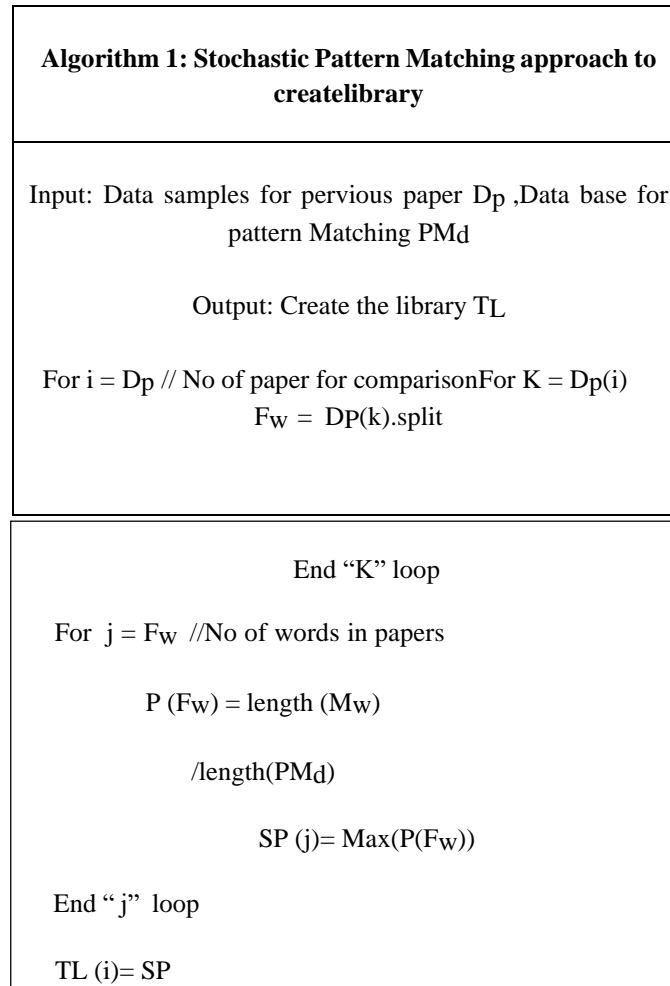 Algorithm 1: Stochastic Pattern Matching approach to
createlibrary
Input: Data samples for pervious paper Dp ,Data base for
pattern Matching PMd
Output: Create the library TL
For i = Dp // No of paper for comparisonFor K = Dp(i)
Fw = DP(k).split
End “K” loop
For j = Fw //No of words in papers
P (Fw) = length (Mw)
/length(PMd)
SP (j)= Max(P(Fw))
End “ j” loop
TL (i)= SP